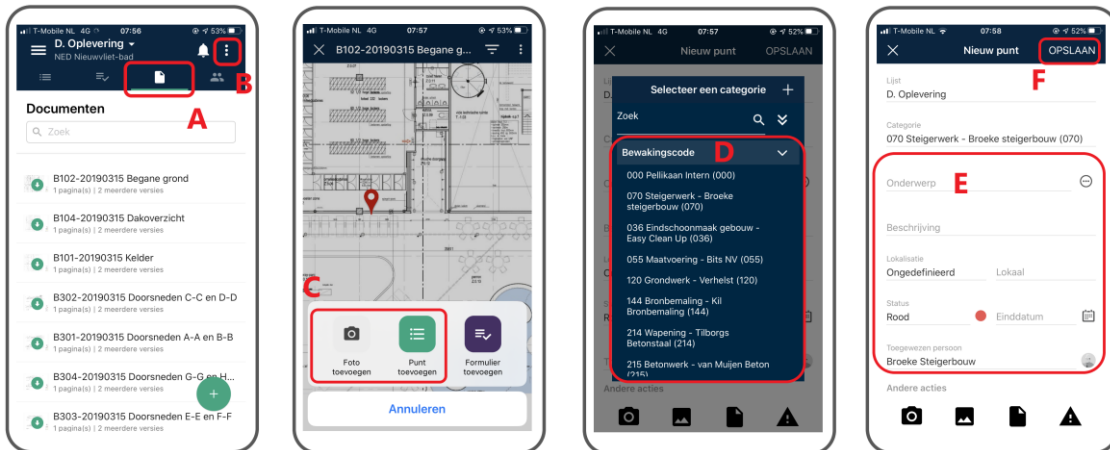 T-Mobile NL 4G 07:56 53%
D. Oplevering
NED Nieuwvliet-bad
B
A
Documenten
Zoek
B102-20190315 Begane grond
1 pagina(s) | 2 meerdere versies
B104-20190315 Dakoverzicht
1 pagina(s) | 2 meerdere versies
B101-20190315 Kelder
1 pagina(s) | 2 meerdere versies
B302-20190315 Doorsneden C-C en D-D
1 pagina(s) | 2 meerdere versies
B301-20190315 Doorsneden A-A en B-B
1 pagina(s) | 2 meerdere versies
B304-20190315 Doorsneden G-G en H...
1 pagina(s) | 2 meerdere versies
B303-20190315 Doorsneden E-E en F-F
1 pagina(s) | 2 meerdere versies
T-Mobile NL 4G 07:57 52%
B102-20190315 Begane g...
C
Foto toevoegen
Punt toevoegen
Formulier toevoegen
Annuleren
T-Mobile NL 4G 07:57 52%
Nieuw punt OPSLAAN
Selecteer een categorie +
Zoek
D
Bewakingscode
000 Pellikaan Intern (000)
070 Steigerwerk - Broeke
steigerbouw (070)
036 Eindschoonmaak gebouw -
Easy Clean Up (036)
055 Maatvoering - Bits NV (055)
120 Grondwerk - Verhelst (120)
144 Bronbemaling - Kil
Bronbemaling (144)
214 Wapening - Tilborgs
Betonstaal (214)
215 Betonwerk - van Muijen Beton
(215)
Andere acties
T-Mobile NL 07:58 52%
Nieuw punt OPSLAAN
F
Lijst
D. Oplevering
Categorie
070 Steigerwerk - Broeke steigerbouw (070)
E
Onderwerp
Beschrijving
Lokalisatie
Ongedefinieerd Lokaal
Status
Rood Einddatum
Toegewezen persoon
Broeke Steigerbouw
Andere acties